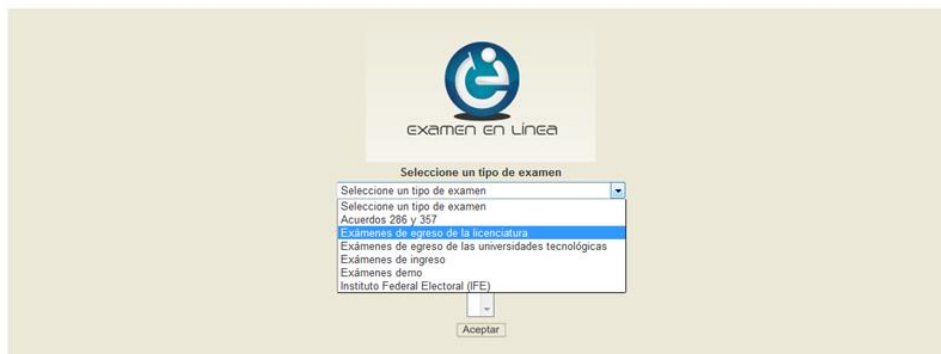 examen en Línea
Seleccione un tipo de examen
Seleccione un tipo de examen
Seleccione un tipo de examen
Acuerdos 286 y 357
Exámenes de egreso de la licenciatura
Exámenes de egreso de las universidades tecnológicas
Exámenes de ingreso
Exámenes demo
Instituto Federal Electoral (IFE)
Aceptar